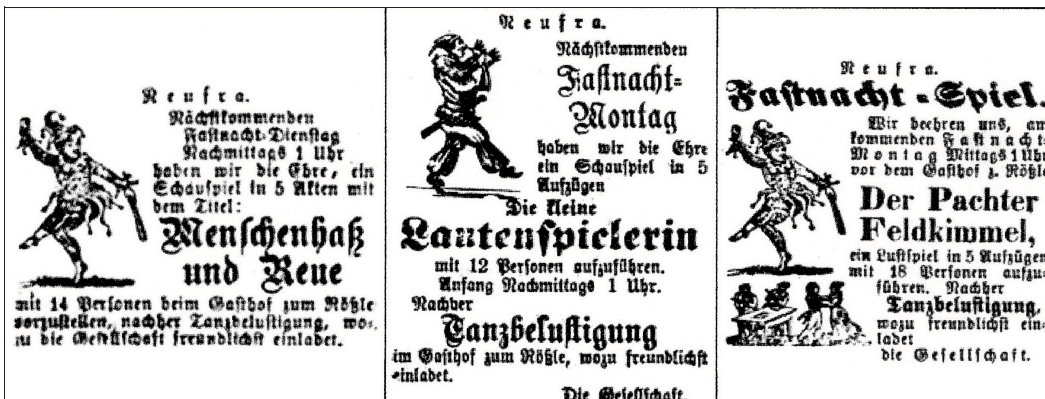 Neufra.
Nächstkommenden
Fastnacht-Dienstag
Nachmittags 1 Uhr
haben wir die Ehre, ein
Schauspiel in 5 Akten mit
dem Titel:
Menschenhaß
und Reue
mit 14 Personen beim Gasthof zum Rößle
vorzustellen, nachher Tanzbelustigung, wo-
zu die Gesellschaft freundlichst einladet.
Neufra.
Nächstkommenden
Fastnacht-
Montag
haben wir die Ehre
ein Schauspiel in 5
Aufzügen
Die kleine
Lautenspielerin
mit 12 Personen aufzuführen.
Anfang Nachmittags 1 Uhr.
Nachher
Tanzbelustigung
im Gasthof zum Rößle, wozu freundlichst
einladet.
Die Gesellschaft.
Neufra.
Fastnacht-Spiel.
Wir beehren uns, am
kommenden Fastnacht-
Montag Mittags 1 Uhr
vor dem Gasthof z. Rößle
Der Pachter
Feldkimmel,
ein Lustspiel in 5 Aufzügen
mit 18 Personen aufzu-
führen. Nachher
Tanzbelustigung,
wozu freundlichst ein-
ladet
die Gesellschaft.